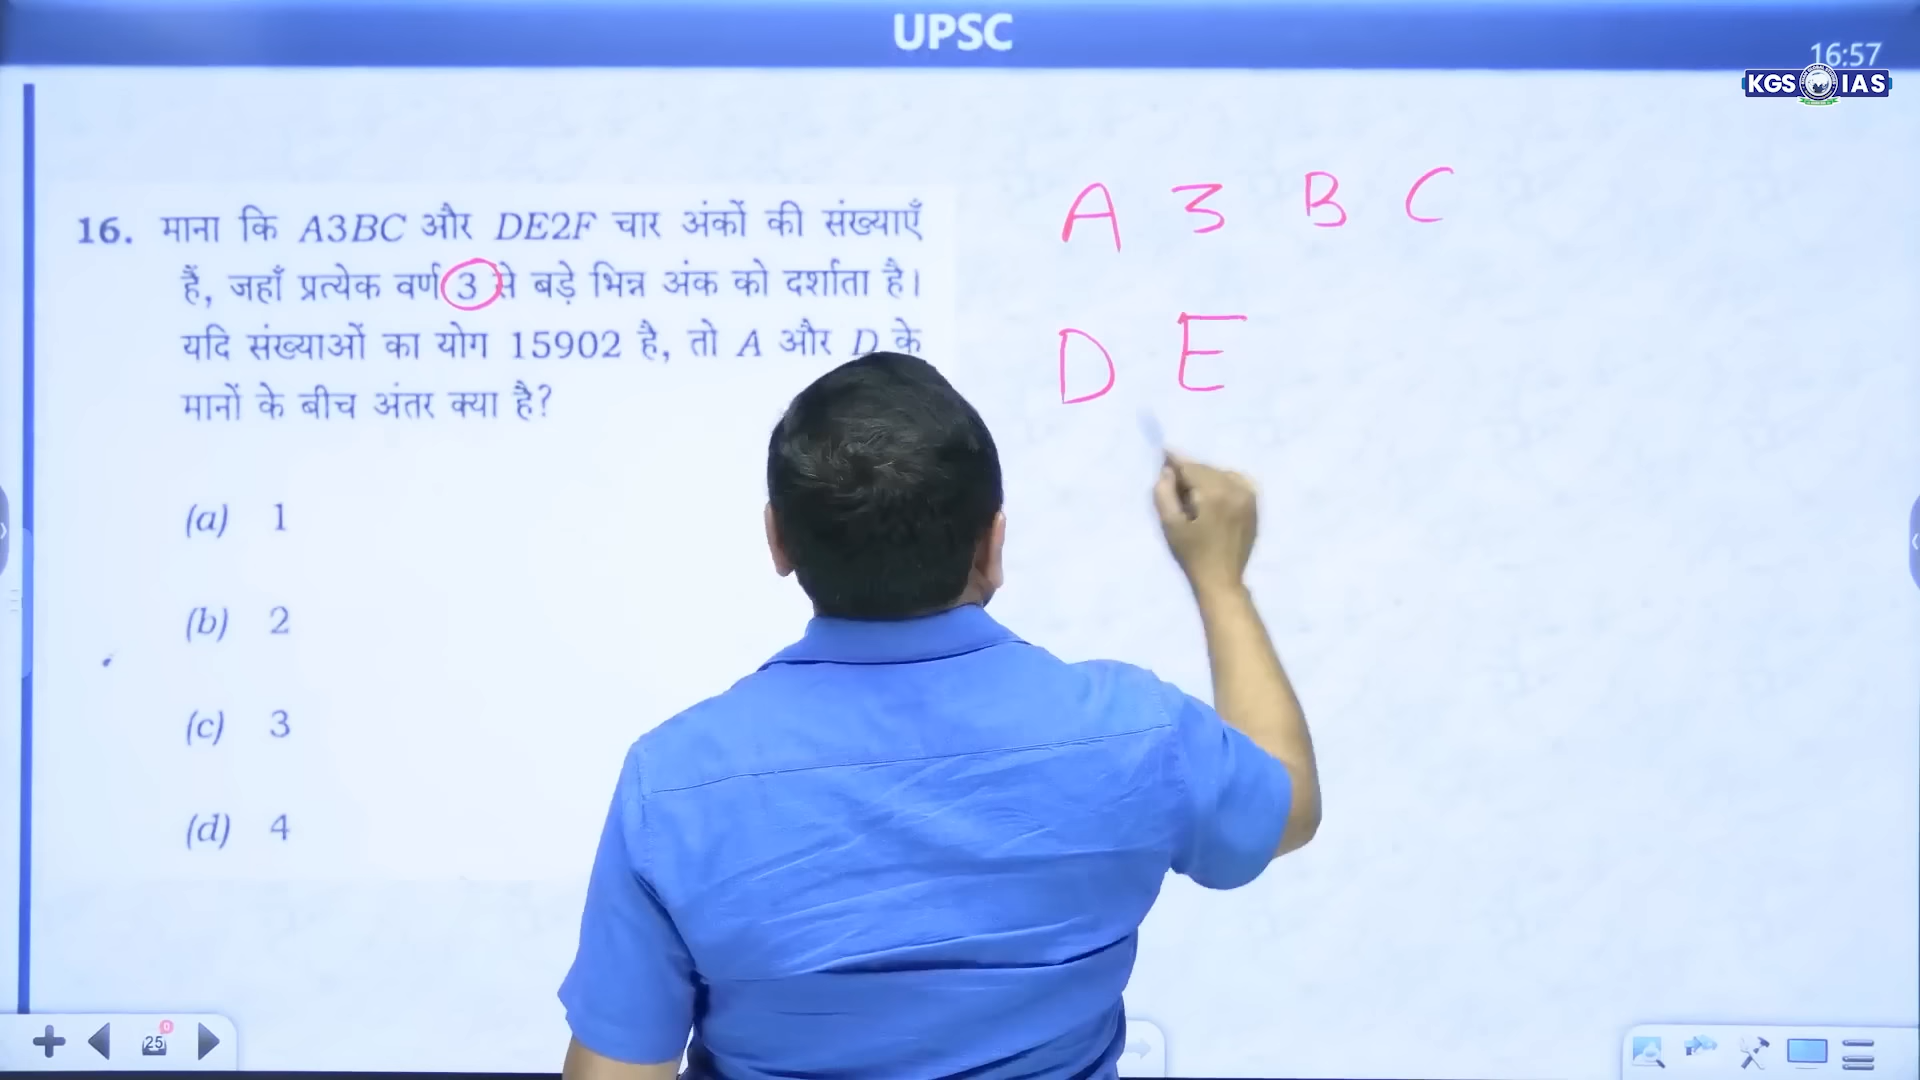 UPSC
16:57
KGS IAS
16. माना कि A3BC और DE2F चार अंकों की संख्याएँ
हैं, जहाँ प्रत्येक वर्ण 3 से बड़े भिन्न अंक को दर्शाता है।
यदि संख्याओं का योग 15902 है, तो A और D के
मानों के बीच अंतर क्या है?
(a) 1
(b) 2
(c) 3
(d) 4
A 3 B C
D E
25
0